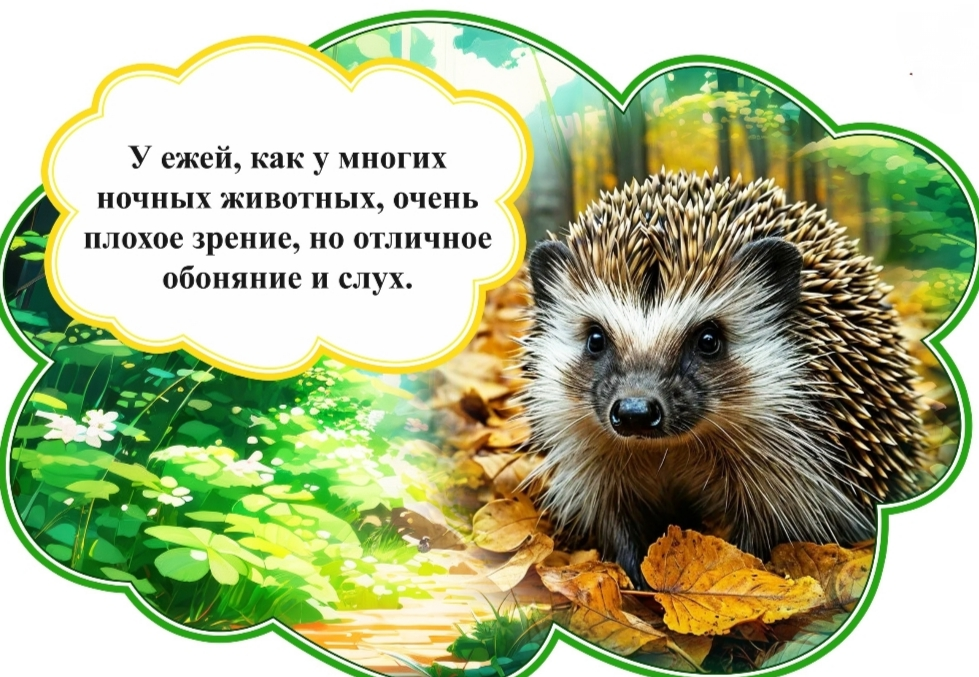 У ежей, как у многих
ночных животных, очень
плохое зрение, но отличное
обоняние и слух.